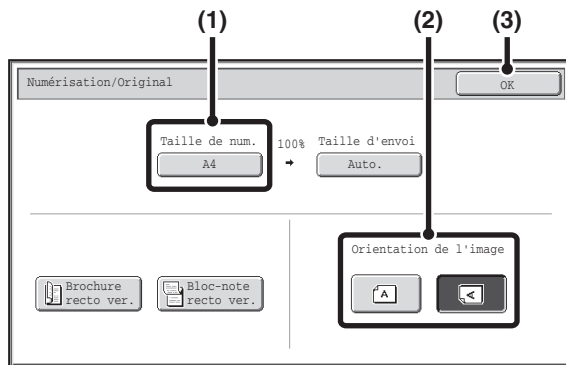 (1) (2) (3)
Numérisation/Original OK
Taille de num. 100% Taille d'envoi
A4 Auto.
Orientation de l'image
Brochure Bloc-note
recto ver. recto ver.
A A